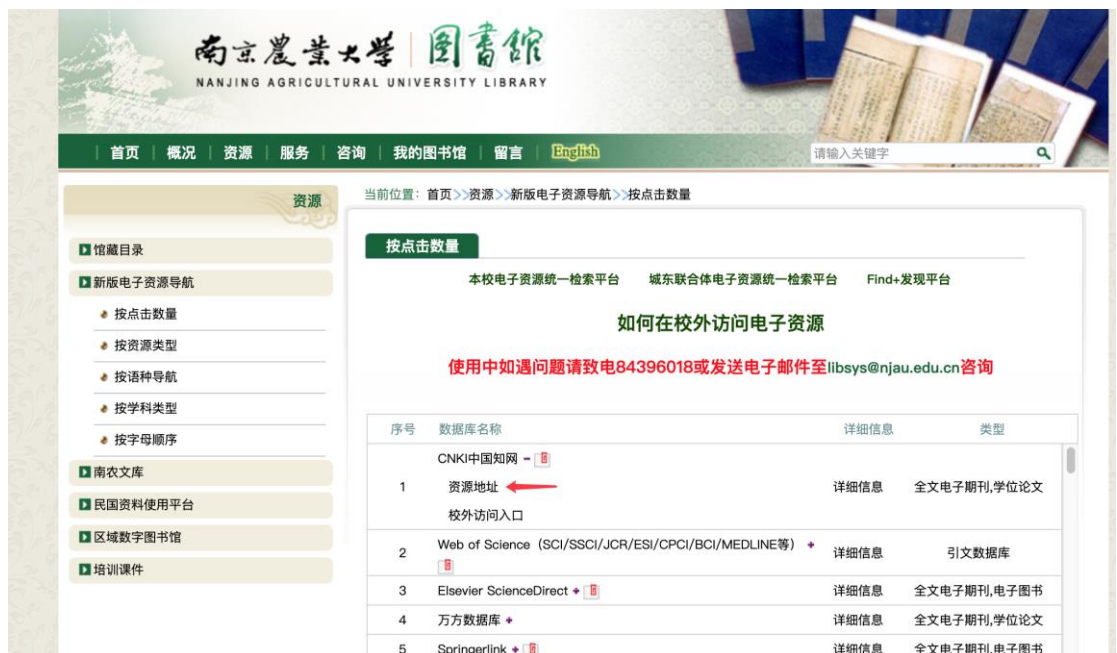 南京農業大學 圖書館
NANJING AGRICULTURAL UNIVERSITY LIBRARY
首页 概况 资源 服务 咨询 我的图书馆 留言 English
请输入关键字
资源
馆藏目录
新版电子资源导航
按点击数量
按资源类型
按语种导航
按学科类型
按字母顺序
南农文库
民国资料使用平台
区域数字图书馆
培训课件
当前位置：首页>>资源>>新版电子资源导航>>按点击数量
按点击数量
本校电子资源统一检索平台 城东联合体电子资源统一检索平台 Find+发现平台
如何在校外访问电子资源
使用中如遇问题请致电84396018或发送电子邮件至libsys@njau.edu.cn咨询
序号 数据库名称 详细信息 类型
CNKI中国知网 -
1 资源地址 详细信息 全文电子期刊,学位论文
校外访问入口
2 Web of Science（SCI/SSCI/JCR/ESI/CPCI/BCI/MEDLINE等） + 详细信息 引文数据库
3 Elsevier ScienceDirect + 详细信息 全文电子期刊,电子图书
4 万方数据库 + 详细信息 全文电子期刊,学位论文
5 Springerlink + 详细信息 全文电子期刊,电子图书